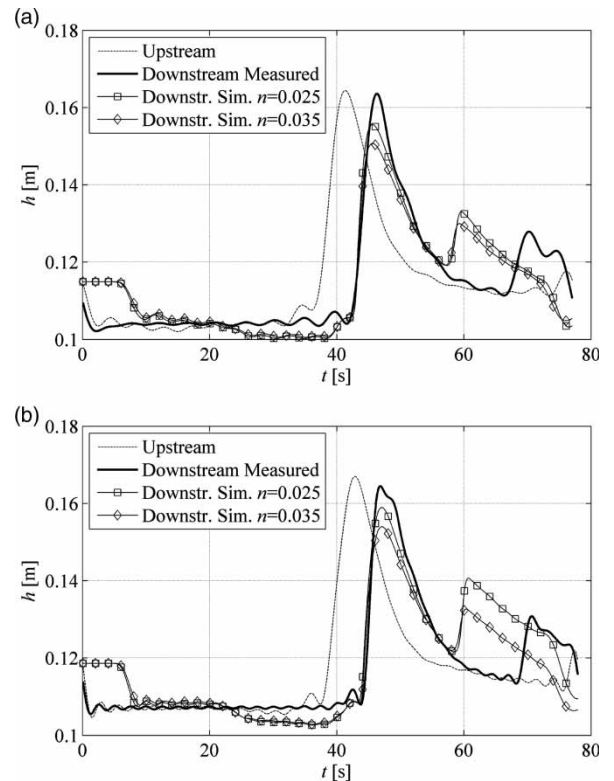 (a)
0.18
0.16
0.14
0.12
0.1
h [m]
Upstream
Downstream Measured
Downstr. Sim. n=0.025
Downstr. Sim. n=0.035
0
20
40
60
80
t [s]
(b)
0.18
0.16
0.14
0.12
0.1
h [m]
Upstream
Downstream Measured
Downstr. Sim. n=0.025
Downstr. Sim. n=0.035
0
20
40
60
80
t [s]